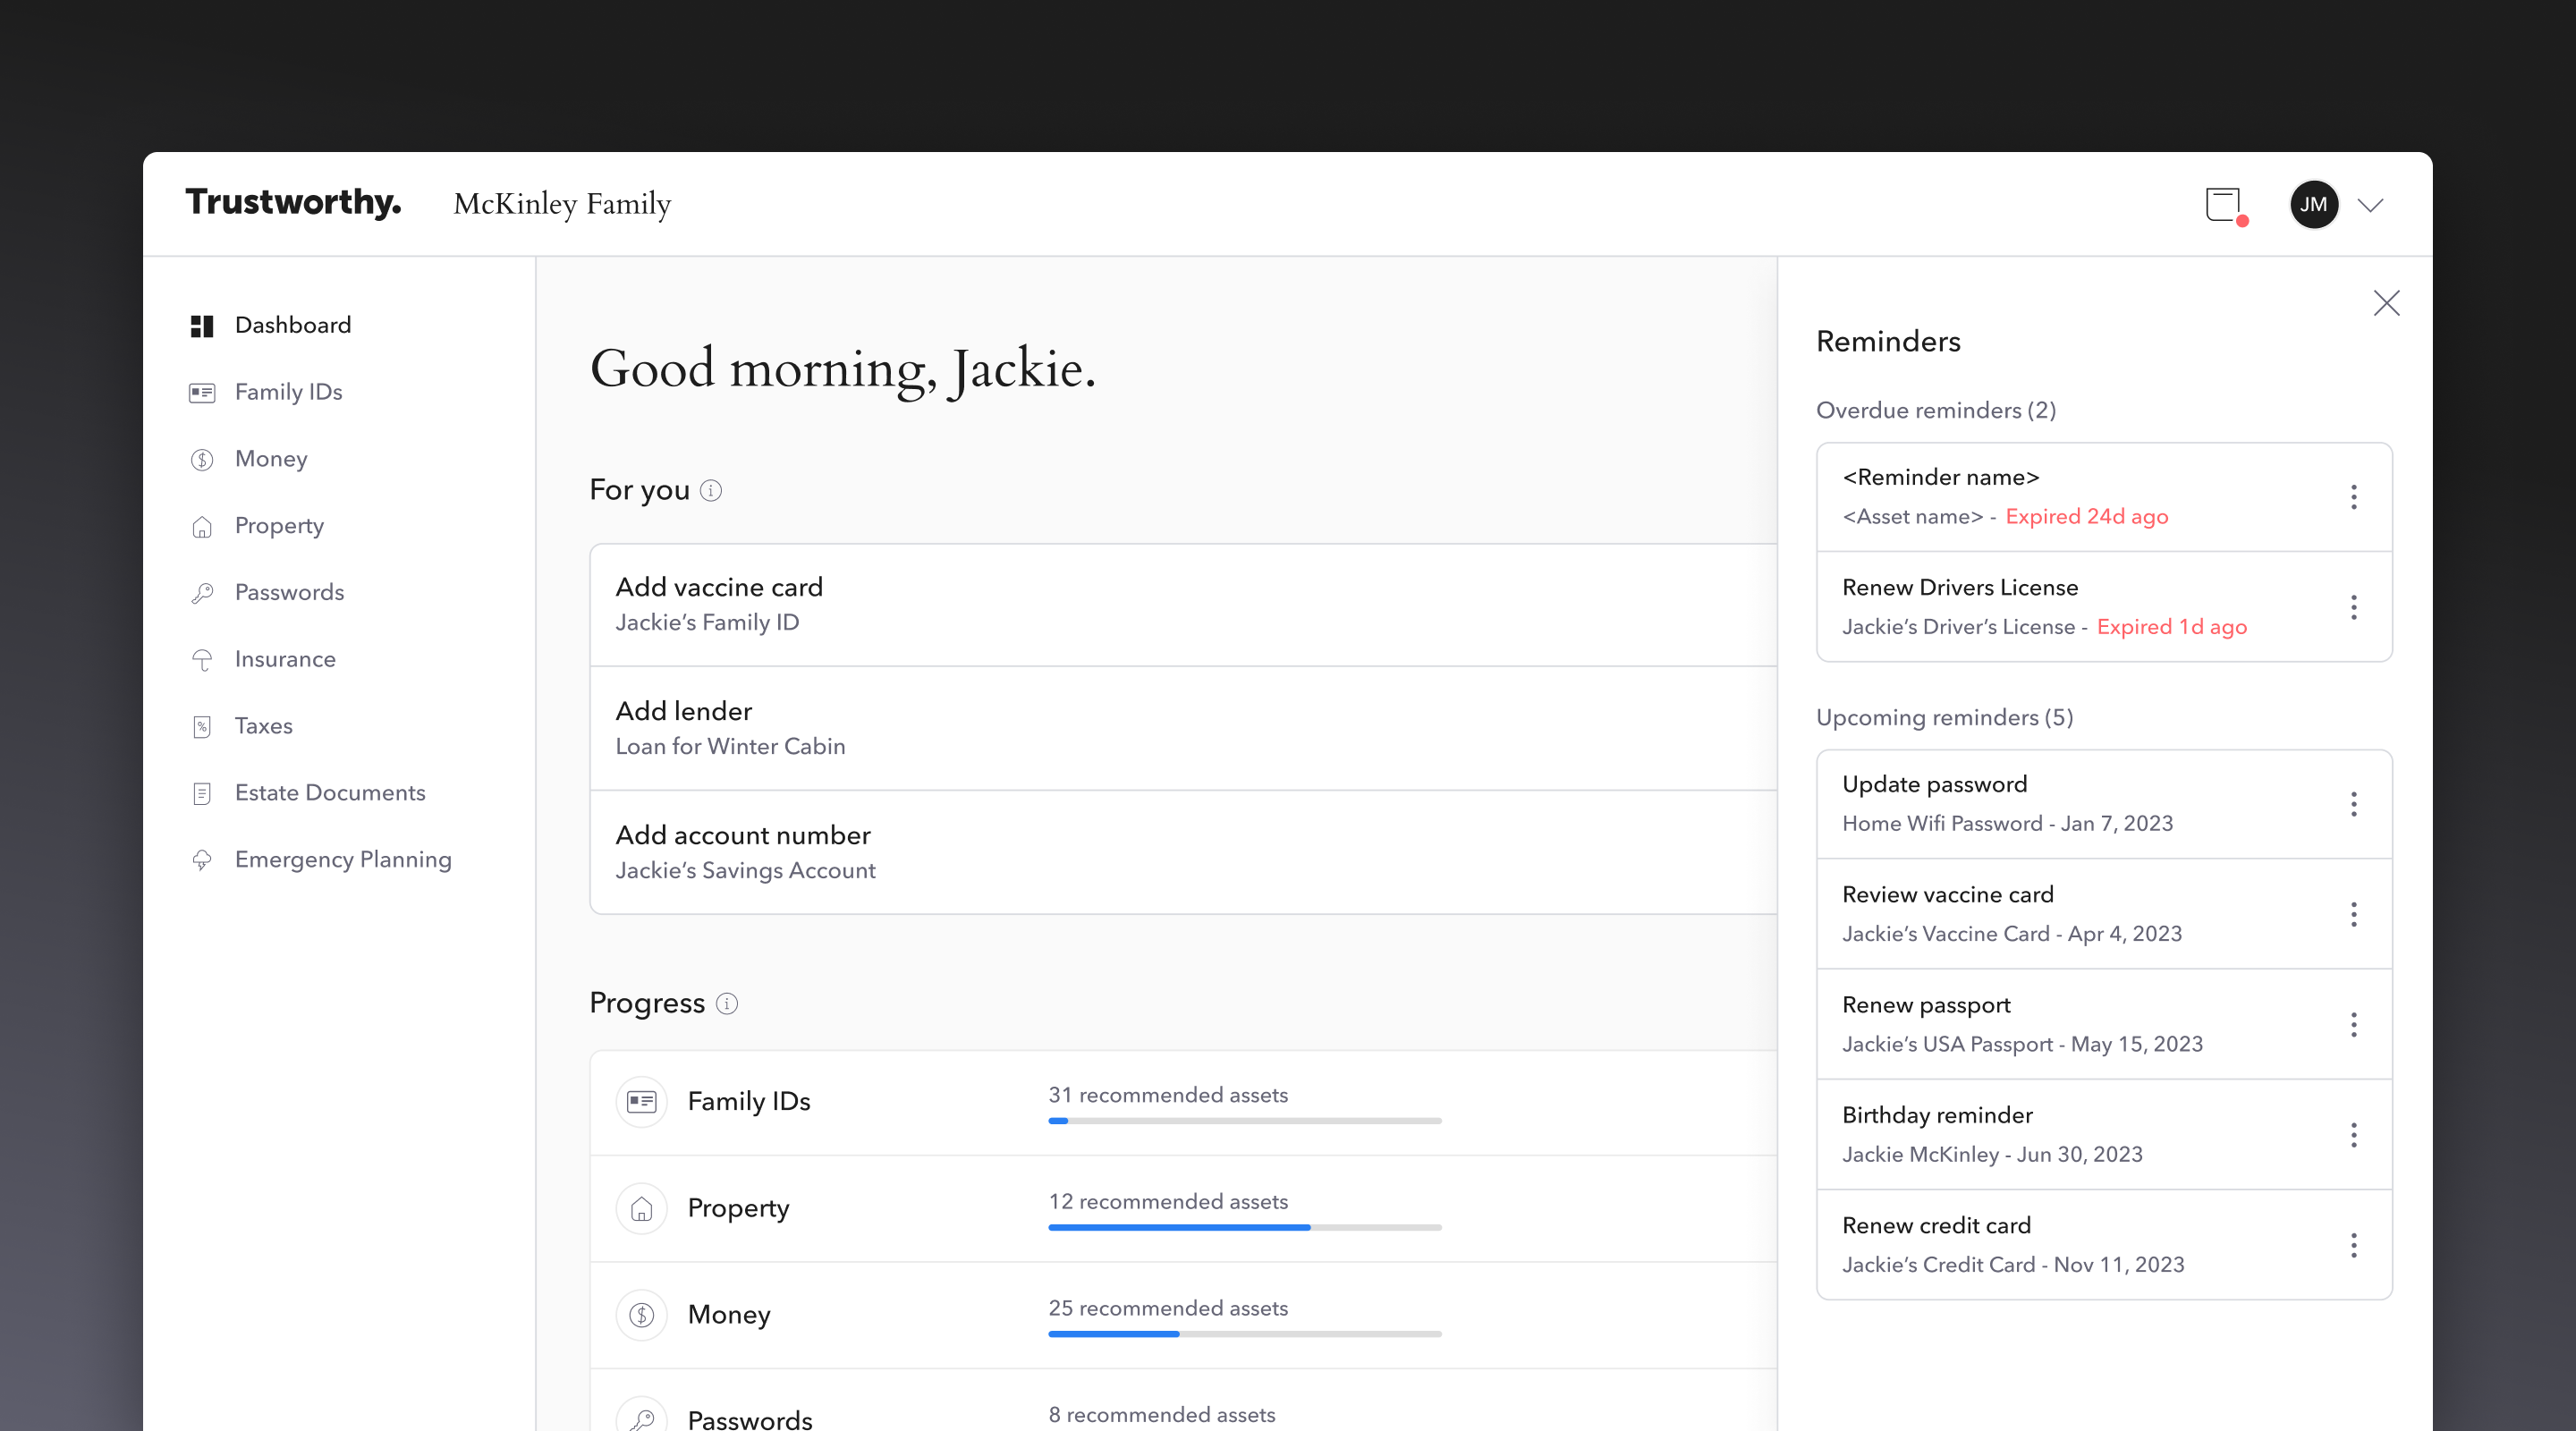 Trustworthy.
McKinley Family
JM
Dashboard
Family IDs
Money
Property
Passwords
Insurance
Taxes
Estate Documents
Emergency Planning
Good morning, Jackie.
For you
Add vaccine card
Jackie’s Family ID
Add lender
Loan for Winter Cabin
Add account number
Jackie’s Savings Account
Progress
Family IDs
31 recommended assets
Property
12 recommended assets
Money
25 recommended assets
Passwords
8 recommended assets
Reminders
Overdue reminders (2)
<Reminder name>
<Asset name> - Expired 24d ago
Renew Drivers License
Jackie’s Driver’s License - Expired 1d ago
Upcoming reminders (5)
Update password
Home Wifi Password - Jan 7, 2023
Review vaccine card
Jackie’s Vaccine Card - Apr 4, 2023
Renew passport
Jackie’s USA Passport - May 15, 2023
Birthday reminder
Jackie McKinley - Jun 30, 2023
Renew credit card
Jackie’s Credit Card - Nov 11, 2023